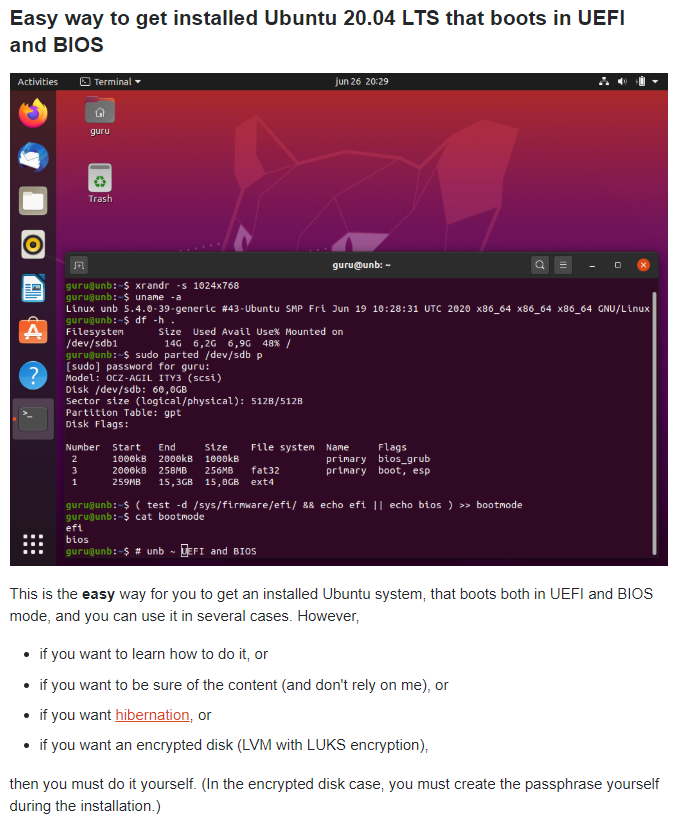 Easy way to get installed Ubuntu 20.04 LTS that boots in UEFI
and BIOS
Activities Terminal jun 26 20:29
guru
Trash
guru@unb: ~
guru@unb:~$ xrandr -s 1024x768
guru@unb:~$ uname -a
Linux unb 5.4.0-39-generic #43-Ubuntu SMP Fri Jun 19 10:28:31 UTC 2020 x86_64 x86_64 x86_64 GNU/Linux
guru@unb:~$ df -h .
Filesystem Size Used Avail Use% Mounted on
/dev/sdb1 14G 6,2G 6,9G 48% /
guru@unb:~$ sudo parted /dev/sdb p
[sudo] password for guru:
Model: OCZ-AGIL ITY3 (scsi)
Disk /dev/sdb: 60,0GB
Sector size (logical/physical): 512B/512B
Partition Table: gpt
Disk Flags:
Number Start End Size File system Name Flags
2 1000kB 2000kB 1000kB primary bios_grub
3 2000kB 258MB 256MB fat32 primary boot, esp
1 259MB 15,3GB 15,0GB ext4
guru@unb:~$ ( test -d /sys/firmware/efi/ && echo efi || echo bios ) >> bootmode
guru@unb:~$ cat bootmode
efi
bios
guru@unb:~$ # unb ~ UEFI and BIOS
This is the easy way for you to get an installed Ubuntu system, that boots both in UEFI and BIOS
mode, and you can use it in several cases. However,
• if you want to learn how to do it, or
• if you want to be sure of the content (and don't rely on me), or
• if you want hibernation, or
• if you want an encrypted disk (LVM with LUKS encryption),
then you must do it yourself. (In the encrypted disk case, you must create the passphrase yourself
during the installation.)